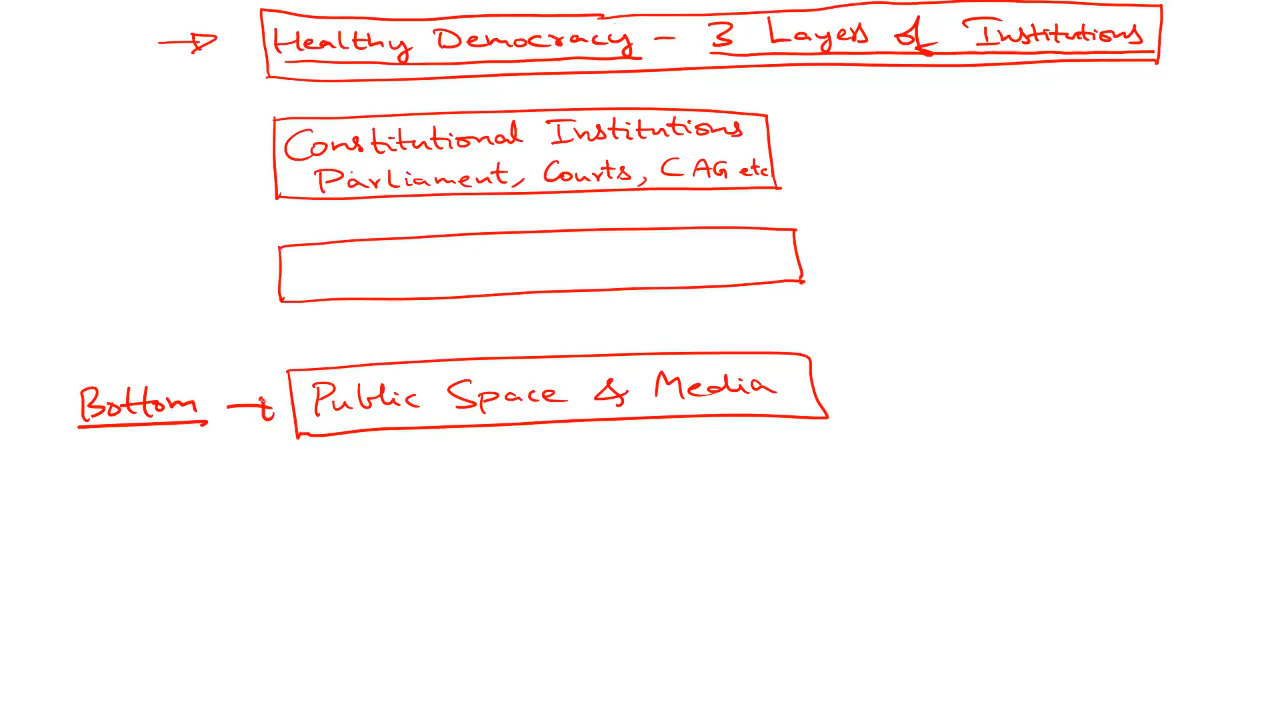 Healthy Democracy - 3 Layers of Institutions
Constitutional Institutions
Parliament, Courts, CAG etc
Bottom → Public Space & Media